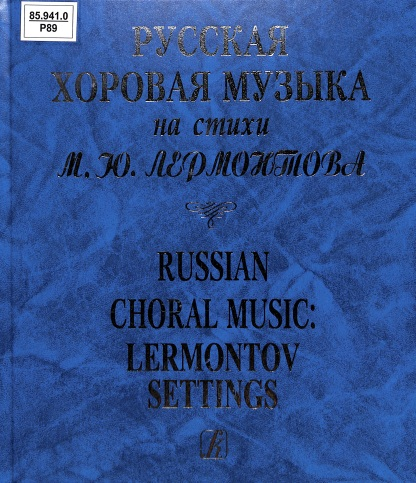 85.941.0
Р89
РУССКАЯ
ХОРОВАЯ МУЗЫКА
на стихи
М. Ю. ЛЕРМОНТОВА
RUSSIAN
CHORAL MUSIC:
LERMONTOV
SETTINGS